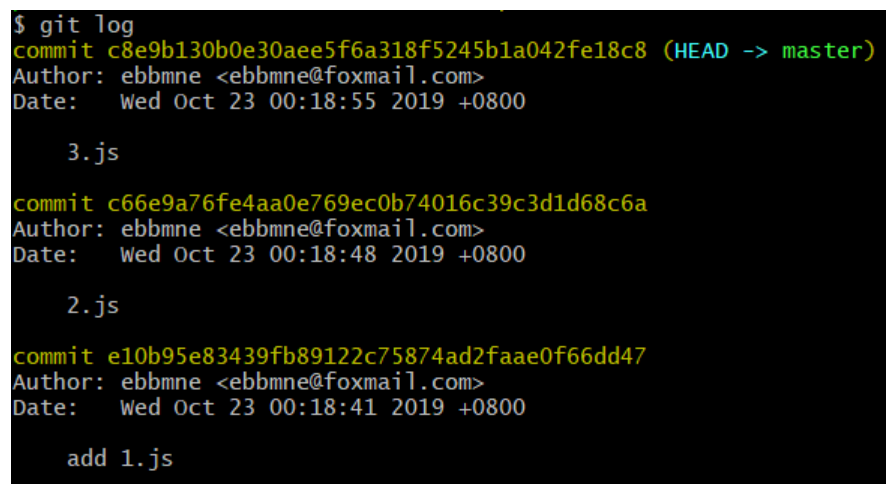 $ git log
commit c8e9b130b0e30aee5f6a318f5245b1a042fe18c8 (HEAD -> master)
Author: ebbmne <ebbmne@foxmail.com>
Date:   Wed Oct 23 00:18:55 2019 +0800
    3.js
commit c66e9a76fe4aa0e769ec0b74016c39c3d1d68c6a
Author: ebbmne <ebbmne@foxmail.com>
Date:   Wed Oct 23 00:18:48 2019 +0800
    2.js
commit e10b95e83439fb89122c75874ad2faae0f66dd47
Author: ebbmne <ebbmne@foxmail.com>
Date:   Wed Oct 23 00:18:41 2019 +0800
    add 1.js